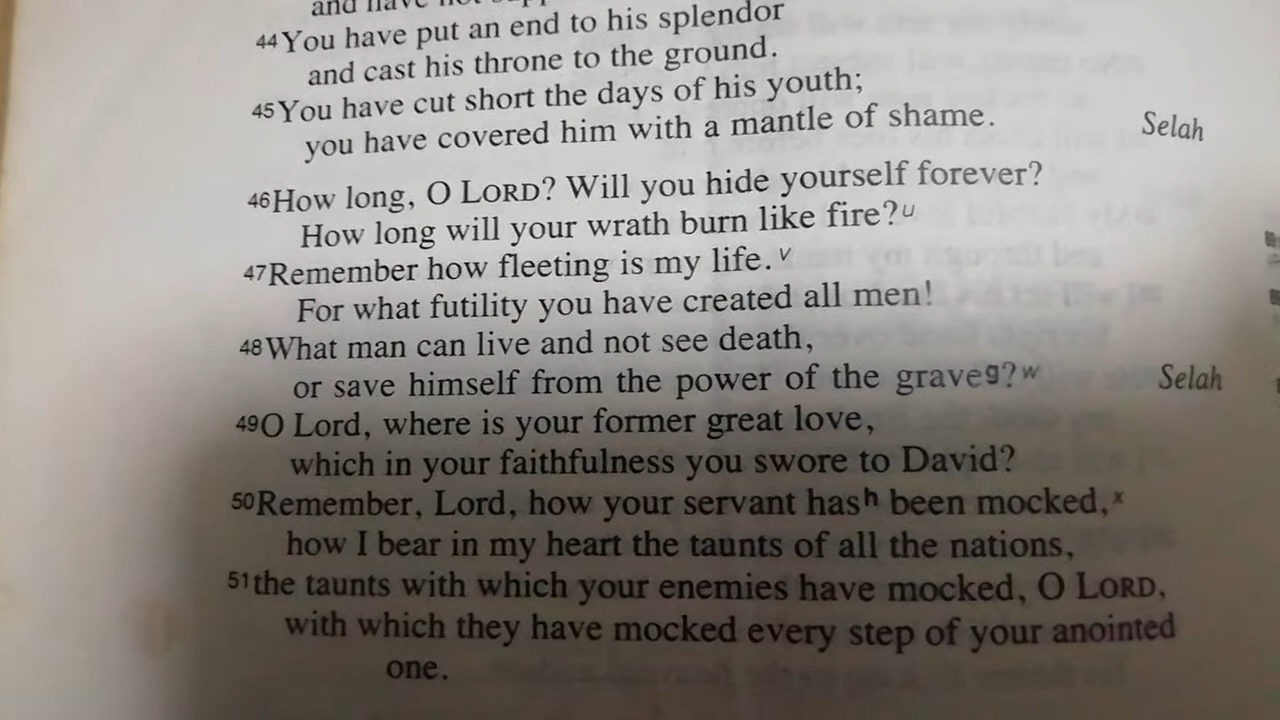 and have
44You have put an end to his splendor
and cast his throne to the ground.
45You have cut short the days of his youth;
you have covered him with a mantle of shame. Selah
46How long, O LORD? Will you hide yourself forever?
How long will your wrath burn like fire?u
47Remember how fleeting is my life.v
For what futility you have created all men!
48What man can live and not see death,
or save himself from the power of the graveg?w Selah
49O Lord, where is your former great love,
which in your faithfulness you swore to David?
50Remember, Lord, how your servant hash been mocked,x
how I bear in my heart the taunts of all the nations,
51the taunts with which your enemies have mocked, O LORD,
with which they have mocked every step of your anointed
one.